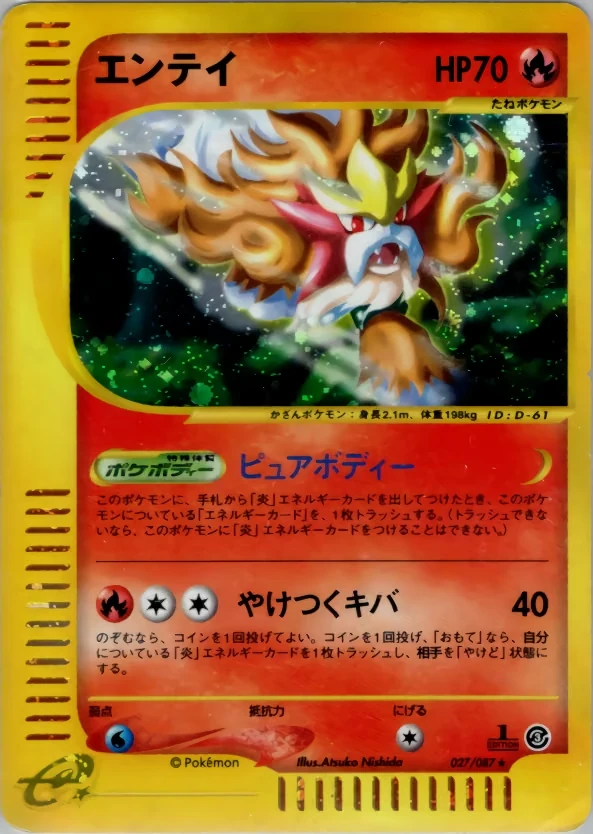 エンテイ HP70
たねポケモン
かざんポケモン:身長2.1m、体重198kg ID:D-61
特殊体質
ポケボディー ピュアボディー
このポケモンに、手札から「炎」エネルギーカードを出してつけたとき、このポケ
モンについている「エネルギーカード」を、1枚トラッシュする。(トラッシュできな
いなら、このポケモンに「炎」エネルギーカードをつけることはできない。)
やけつくキバ 40
のぞむなら、コインを1回投げてよい。コインを1回投げ、「おもて」なら、自分
についている「炎」エネルギーカードを1枚トラッシュし、相手を「やけど」状態に
する。
弱点 抵抗力 にげる
1
EDITION
3
©Pokémon Illus.Atsuko Nishida 027/087★
e